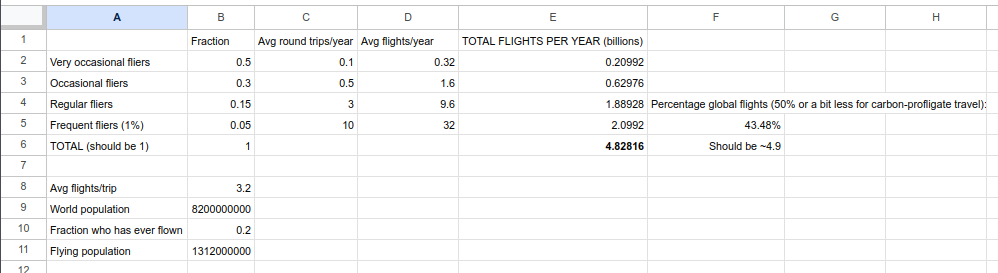 A B C D E F G H
1 Fraction Avg round trips/year Avg flights/year TOTAL FLIGHTS PER YEAR (billions)
2 Very occasional fliers 0.5 0.1 0.32 0.20992
3 Occasional fliers 0.3 0.5 1.6 0.62976
4 Regular fliers 0.15 3 9.6 1.88928 Percentage global flights (50% or a bit less for carbon-profligate travel):
5 Frequent fliers (1%) 0.05 10 32 2.0992 43.48%
6 TOTAL (should be 1) 1 4.82816 Should be ~4.9
7
8 Avg flights/trip 3.2
9 World population 8200000000
10 Fraction who has ever flown 0.2
11 Flying population 1312000000
12